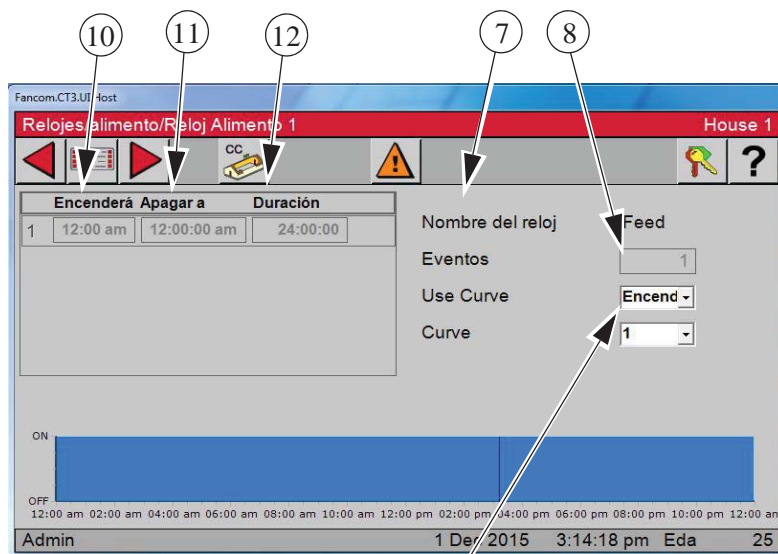 10 11 12 7 8
Fancom.CT3.UI.Host
Relojes/alimento/Reloj Alimento 1 House 1
CC ?
Encenderá Apagar a Duración
1 12:00 am 12:00:00 am 24:00:00
Nombre del reloj Feed
Eventos 1
Use Curve Encend
Curve 1
ON
OFF
12:00 am 02:00 am 04:00 am 06:00 am 08:00 am 10:00 am 12:00 pm 02:00 pm 04:00 pm 06:00 pm 08:00 pm 10:00 pm 12:00 am
Admin 1 Dec 2015 3:14:18 pm Eda 25